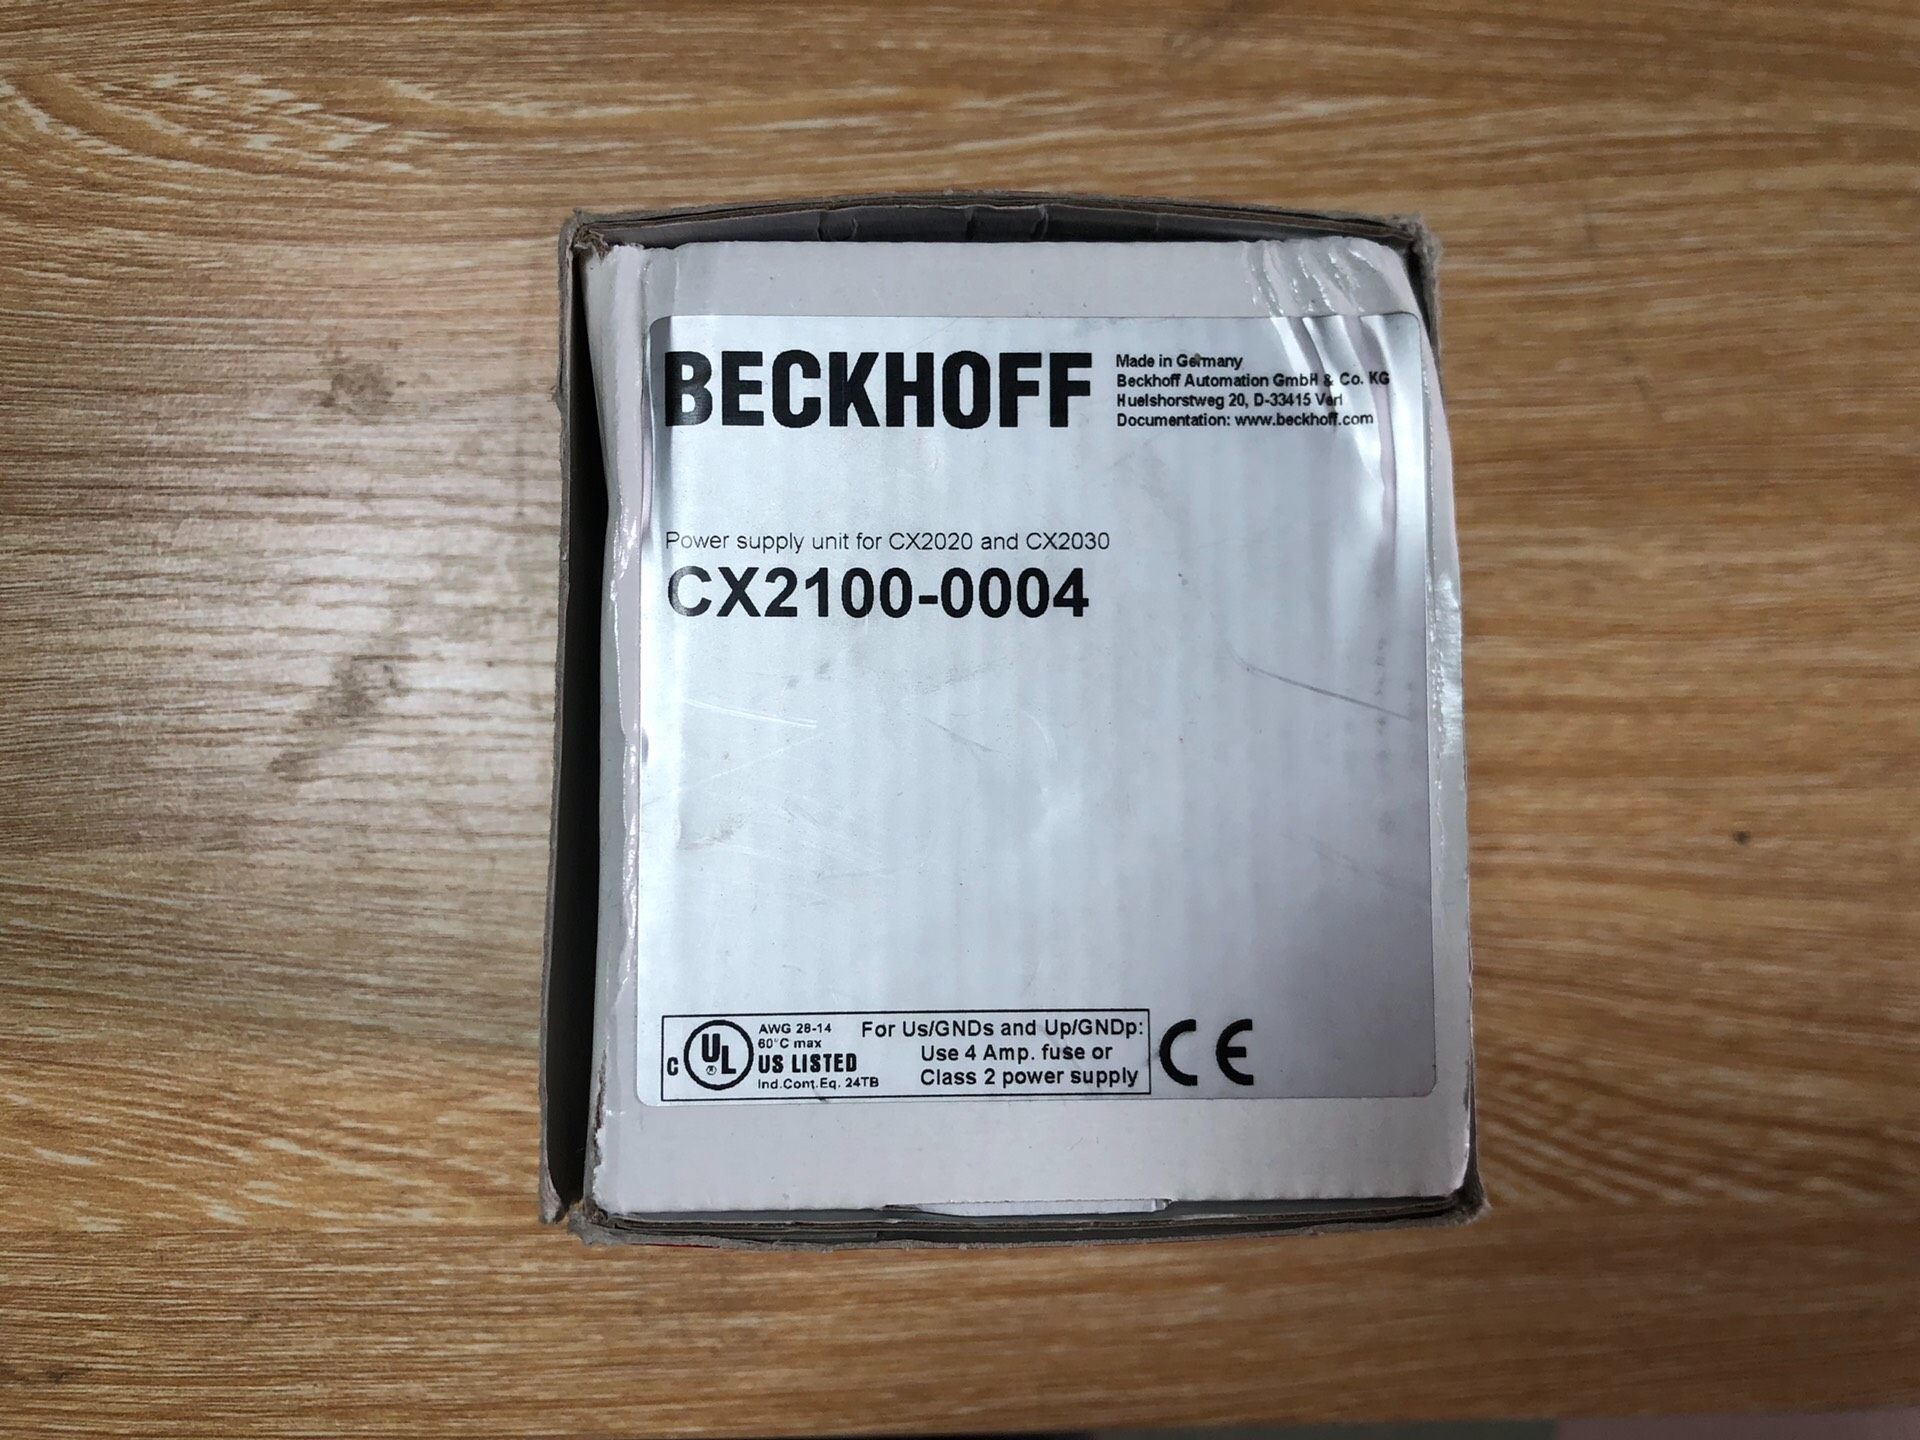 BECKHOFF
Made in Germany
Beckhoff Automation GmbH & Co. KG
Huelshorstweg 20, D-33415 Verl
Documentation: www.beckhoff.com
Power supply unit for CX2020 and CX2030
CX2100-0004
C UL ®
AWG 28-14
60°C max
US LISTED
Ind.Cont.Eq. 24TB
For Us/GNDs and Up/GNDp:
Use 4 Amp. fuse or
Class 2 power supply
CE